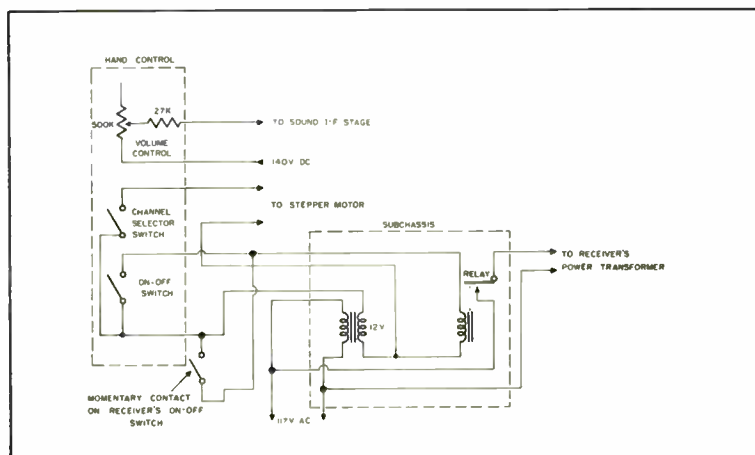 HAND CONTROL
27K
500K
TO SOUND I-F STAGE
VOLUME
CONTROL
140V DC
CHANNEL
SELECTOR
SWITCH
TO STEPPER MOTOR
SUBCHASSIS
ON-OFF
SWITCH
RELAY
TO RECEIVER'S
POWER TRANSFORMER
12V
MOMENTARY CONTACT
ON RECEIVER'S ON-OFF
SWITCH
117V AC